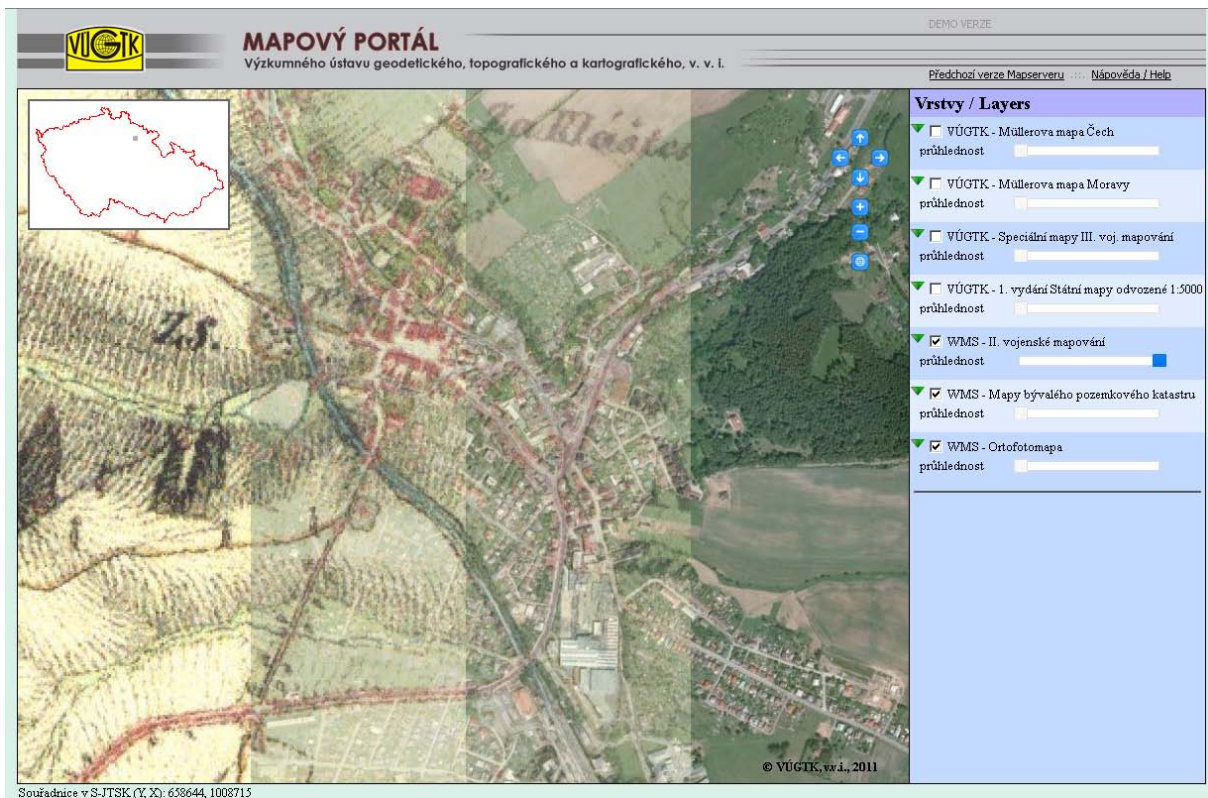 DEMO VERZE
VÚGTK
MAPOVÝ PORTÁL
Výzkumného ústavu geodetického, topografického a kartografického, v. v. i.
Předchozí verze Mapserveru .::. Nápověda / Help
Vrstvy / Layers
VÚGTK - Müllerova mapa Čech
průhlednost
VÚGTK - Müllerova mapa Moravy
průhlednost
VÚGTK - Speciální mapy III. voj. mapování
průhlednost
VÚGTK - 1. vydání Státní mapy odvozené 1:5000
průhlednost
WMS - II. vojenské mapování
průhlednost
WMS - Mapy bývalého pozemkového katastru
průhlednost
WMS - Ortofotomapa
průhlednost
© VÚGTK, v.v.i., 2011
Souřadnice v S-JTSK (Y, X): 658644, 1008715